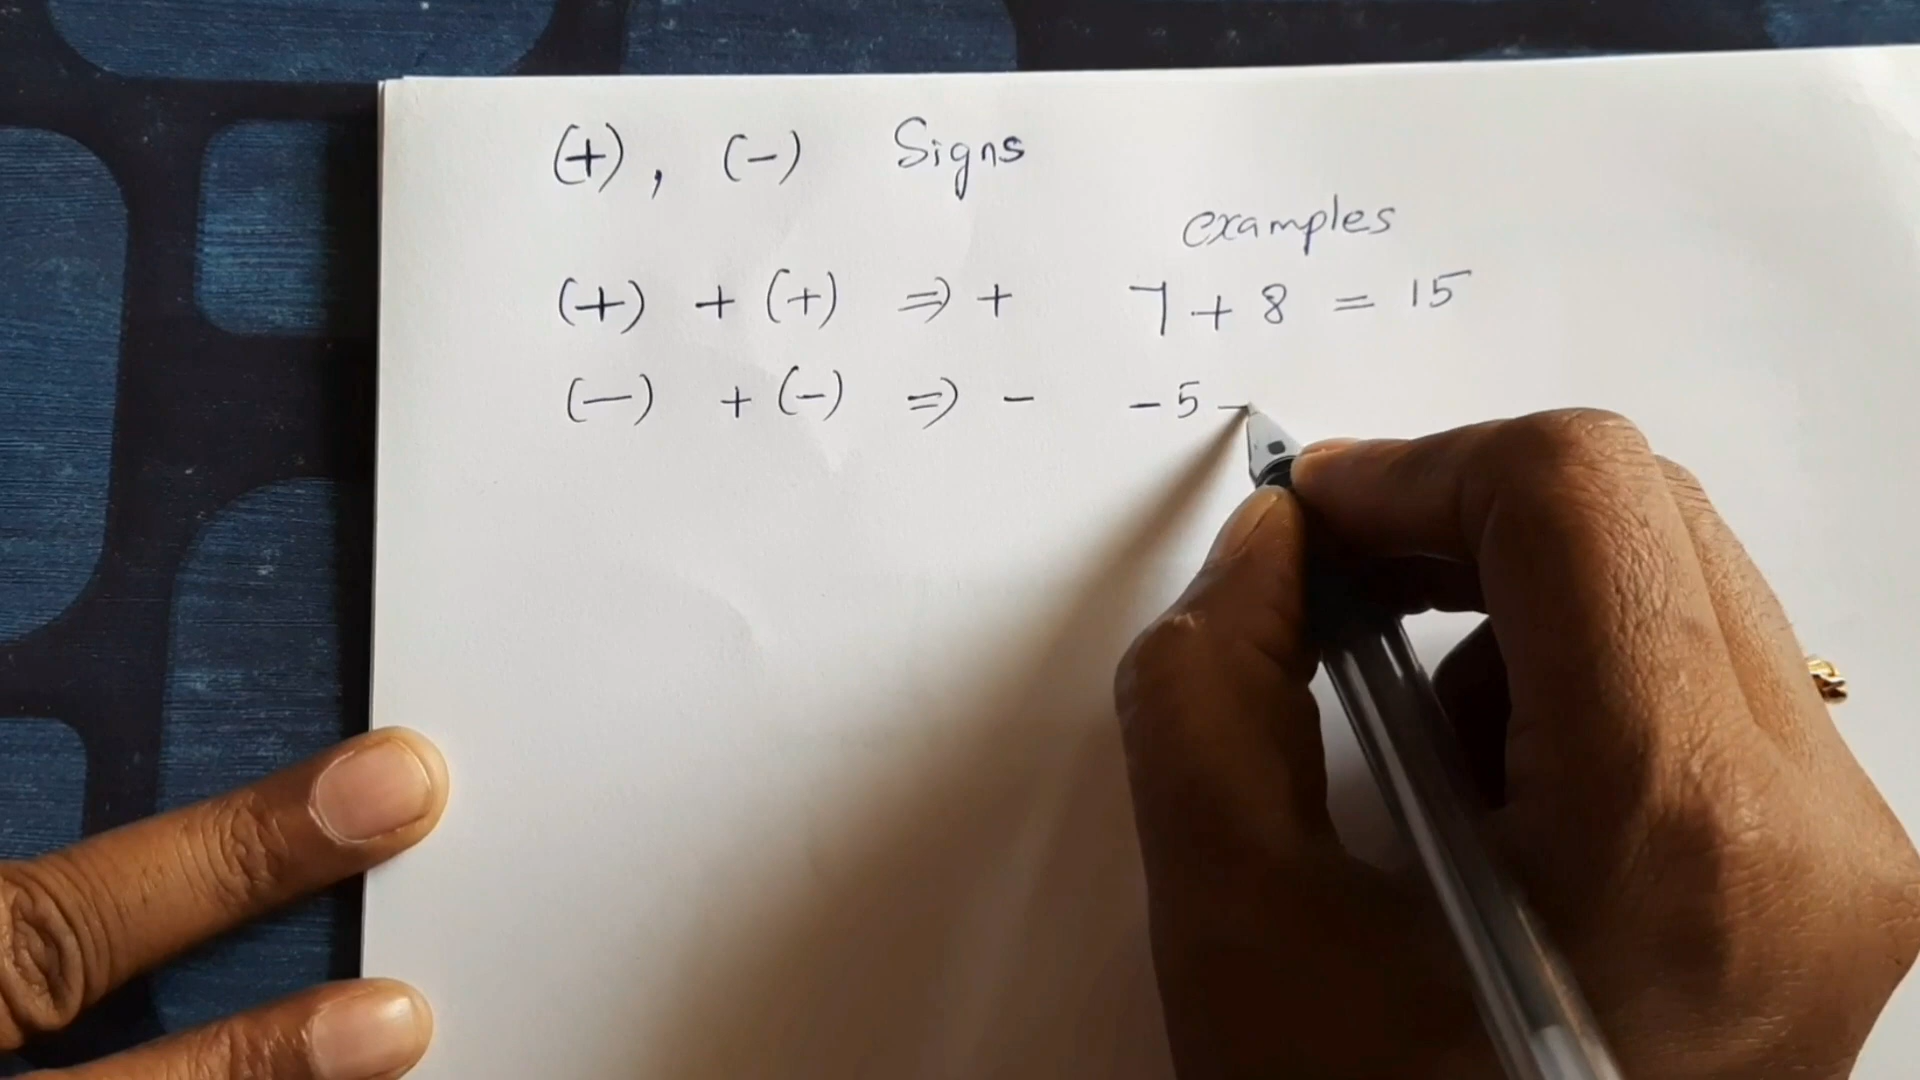 (+), (-) Signs
examples
(+) + (+) ⇒ + 7 + 8 = 15
(-) + (-) ⇒ - - 5 -